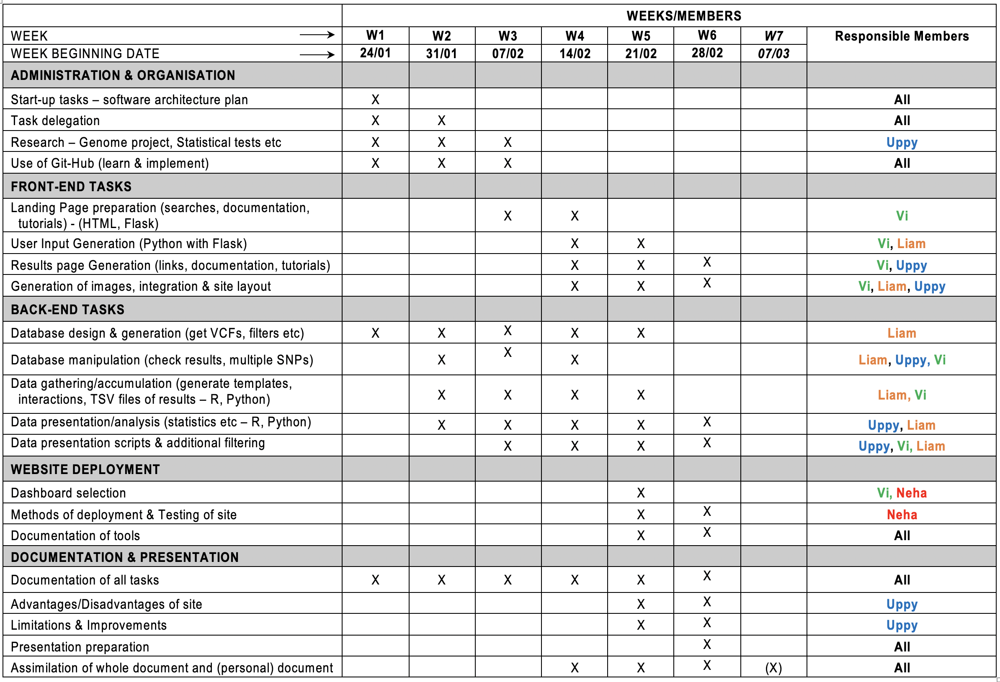 WEEKS/MEMBERS
WEEK W1 W2 W3 W4 W5 W6 W7 Responsible Members
WEEK BEGINNING DATE 24/01 31/01 07/02 14/02 21/02 28/02 07/03
ADMINISTRATION & ORGANISATION
Start-up tasks – software architecture plan X All
Task delegation X X All
Research – Genome project, Statistical tests etc X X X Uppy
Use of Git-Hub (learn & implement) X X X All
FRONT-END TASKS
Landing Page preparation (searches, documentation,
tutorials) - (HTML, Flask) X X Vi
User Input Generation (Python with Flask) X X Vi, Liam
Results page Generation (links, documentation, tutorials) X X X Vi, Uppy
Generation of images, integration & site layout X X X Vi, Liam, Uppy
BACK-END TASKS
Database design & generation (get VCFs, filters etc) X X X X X Liam
Database manipulation (check results, multiple SNPs) X X X Liam, Uppy, Vi
Data gathering/accumulation (generate templates,
interactions, TSV files of results – R, Python) X X X X Liam, Vi
Data presentation/analysis (statistics etc – R, Python) X X X X X Uppy, Liam
Data presentation scripts & additional filtering X X X X Uppy, Vi, Liam
WEBSITE DEPLOYMENT
Dashboard selection X Vi, Neha
Methods of deployment & Testing of site X X Neha
Documentation of tools X X All
DOCUMENTATION & PRESENTATION
Documentation of all tasks X X X X X X All
Advantages/Disadvantages of site X X Uppy
Limitations & Improvements X X Uppy
Presentation preparation X All
Assimilation of whole document and (personal) document X X X (X) All